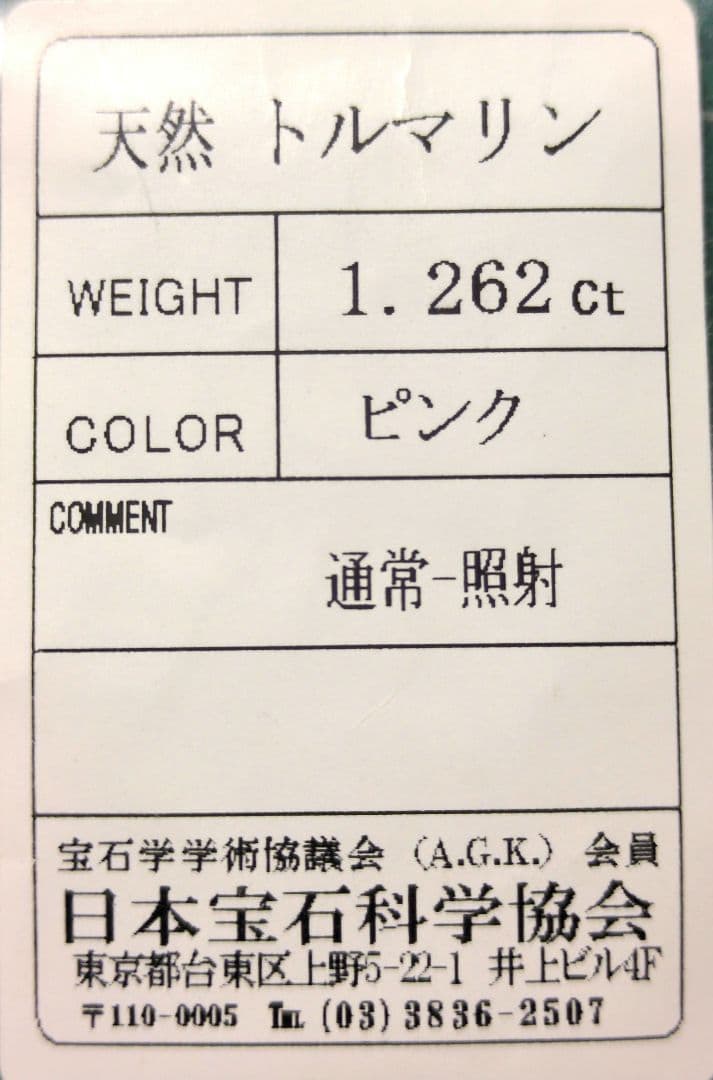 天然 トルマリン
WEIGHT 1.262 ct
COLOR ピンク
COMMENT
通常-照射
宝石学学術協議会 (A.G.K.) 会員
日本宝石科学協会
東京都台東区上野5-22-1 井上ビル4F
〒110-0005 ℡ (03) 3836-2507